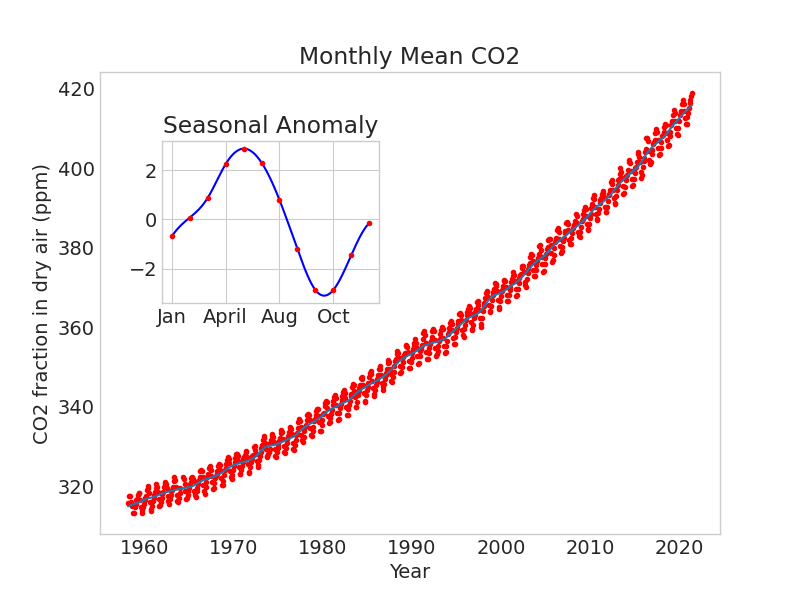 Monthly Mean CO2
420
400
380
360
340
320
CO2 fraction in dry air (ppm)
Seasonal Anomaly
2
0
−2
Jan April Aug Oct
1960 1970 1980 1990 2000 2010 2020
Year